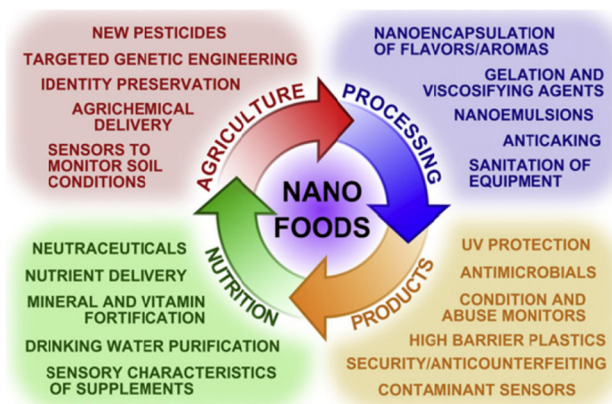 NEW PESTICIDES
TARGETED GENETIC ENGINEERING
IDENTITY PRESERVATION
AGRICHEMICAL
DELIVERY
SENSORS TO
MONITOR SOIL
CONDITIONS
AGRICULTURE
NANOENCAPSULATION
OF FLAVORS/AROMAS
GELATION AND
VISCOSIFYING AGENTS
NANOEMULSIONS
ANTICAKING
SANITATION OF
EQUIPMENT
PROCESSING
NANO
FOODS
NEUTRACEUTICALS
NUTRIENT DELIVERY
MINERAL AND VITAMIN
FORTIFICATION
DRINKING WATER PURIFICATION
SENSORY CHARACTERISTICS
OF SUPPLEMENTS
NUTRITION
UV PROTECTION
ANTIMICROBIALS
CONDITION AND
ABUSE MONITORS
HIGH BARRIER PLASTICS
SECURITY/ANTICOUNTERFEITING
CONTAMINANT SENSORS
PRODUCTS